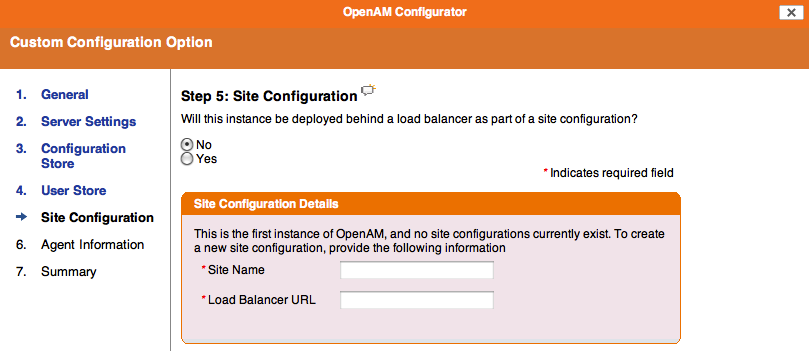 OpenAM Configurator
Custom Configuration Option
1. General
2. Server Settings
3. Configuration
Store
4. User Store
Site Configuration
6. Agent Information
7. Summary
Step 5: Site Configuration
Will this instance be deployed behind a load balancer as part of a site configuration?
No
Yes
* Indicates required field
Site Configuration Details
This is the first instance of OpenAM, and no site configurations currently exist. To create
a new site configuration, provide the following information
* Site Name
* Load Balancer URL